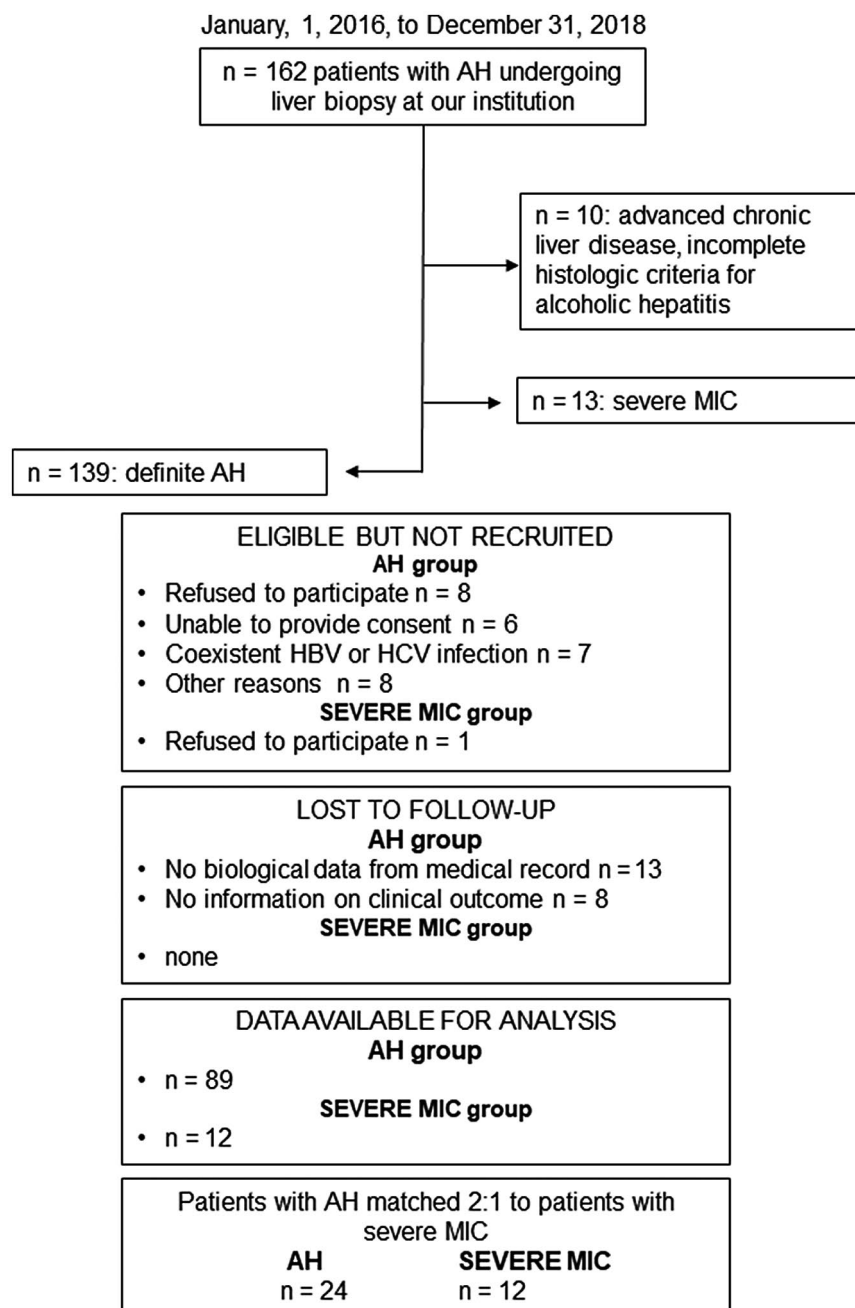 January, 1, 2016, to December 31, 2018
n = 162 patients with AH undergoing
liver biopsy at our institution
n = 10: advanced chronic
liver disease, incomplete
histologic criteria for
alcoholic hepatitis
n = 13: severe MIC
n = 139: definite AH
ELIGIBLE BUT NOT RECRUITED
AH group
• Refused to participate n = 8
• Unable to provide consent n = 6
• Coexistent HBV or HCV infection n = 7
• Other reasons n = 8
SEVERE MIC group
• Refused to participate n = 1
LOST TO FOLLOW-UP
AH group
• No biological data from medical record n = 13
• No information on clinical outcome n = 8
SEVERE MIC group
• none
DATA AVAILABLE FOR ANALYSIS
AH group
• n = 89
SEVERE MIC group
• n = 12
Patients with AH matched 2:1 to patients with
severe MIC
AH SEVERE MIC
n = 24 n = 12